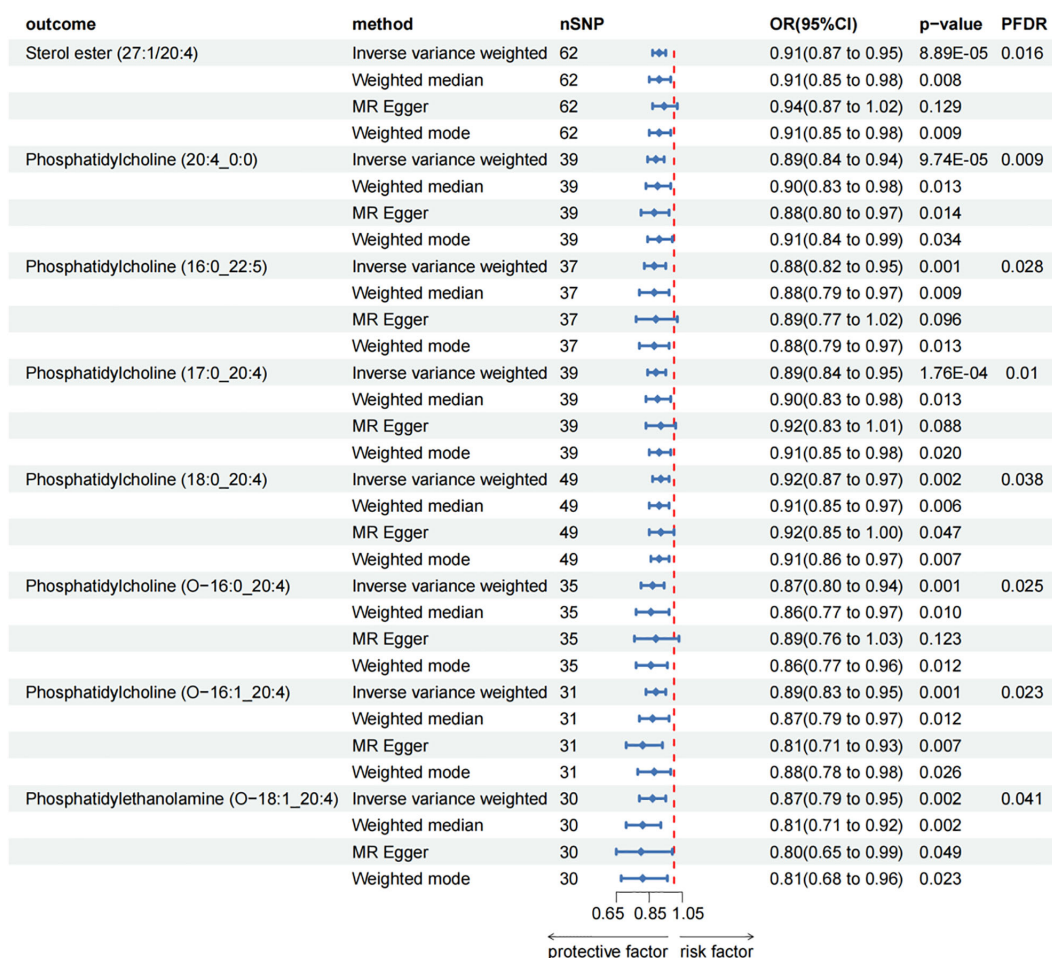 outcome method nSNP OR(95%CI) p−value PFDR
Sterol ester (27:1/20:4) Inverse variance weighted 62 0.91(0.87 to 0.95) 8.89E-05 0.016
Weighted median 62 0.91(0.85 to 0.98) 0.008
MR Egger 62 0.94(0.87 to 1.02) 0.129
Weighted mode 62 0.91(0.85 to 0.98) 0.009
Phosphatidylcholine (20:4_0:0) Inverse variance weighted 39 0.89(0.84 to 0.94) 9.74E-05 0.009
Weighted median 39 0.90(0.83 to 0.98) 0.013
MR Egger 39 0.88(0.80 to 0.97) 0.014
Weighted mode 39 0.91(0.84 to 0.99) 0.034
Phosphatidylcholine (16:0_22:5) Inverse variance weighted 37 0.88(0.82 to 0.95) 0.001 0.028
Weighted median 37 0.88(0.79 to 0.97) 0.009
MR Egger 37 0.89(0.77 to 1.02) 0.096
Weighted mode 37 0.88(0.79 to 0.97) 0.013
Phosphatidylcholine (17:0_20:4) Inverse variance weighted 39 0.89(0.84 to 0.95) 1.76E-04 0.01
Weighted median 39 0.90(0.83 to 0.98) 0.013
MR Egger 39 0.92(0.83 to 1.01) 0.088
Weighted mode 39 0.91(0.85 to 0.98) 0.020
Phosphatidylcholine (18:0_20:4) Inverse variance weighted 49 0.92(0.87 to 0.97) 0.002 0.038
Weighted median 49 0.91(0.85 to 0.97) 0.006
MR Egger 49 0.92(0.85 to 1.00) 0.047
Weighted mode 49 0.91(0.86 to 0.97) 0.007
Phosphatidylcholine (O−16:0_20:4) Inverse variance weighted 35 0.87(0.80 to 0.94) 0.001 0.025
Weighted median 35 0.86(0.77 to 0.97) 0.010
MR Egger 35 0.89(0.76 to 1.03) 0.123
Weighted mode 35 0.86(0.77 to 0.96) 0.012
Phosphatidylcholine (O−16:1_20:4) Inverse variance weighted 31 0.89(0.83 to 0.95) 0.001 0.023
Weighted median 31 0.87(0.79 to 0.97) 0.012
MR Egger 31 0.81(0.71 to 0.93) 0.007
Weighted mode 31 0.88(0.78 to 0.98) 0.026
Phosphatidylethanolamine (O−18:1_20:4) Inverse variance weighted 30 0.87(0.79 to 0.95) 0.002 0.041
Weighted median 30 0.81(0.71 to 0.92) 0.002
MR Egger 30 0.80(0.65 to 0.99) 0.049
Weighted mode 30 0.81(0.68 to 0.96) 0.023
0.65 0.85 1.05
protective factor risk factor